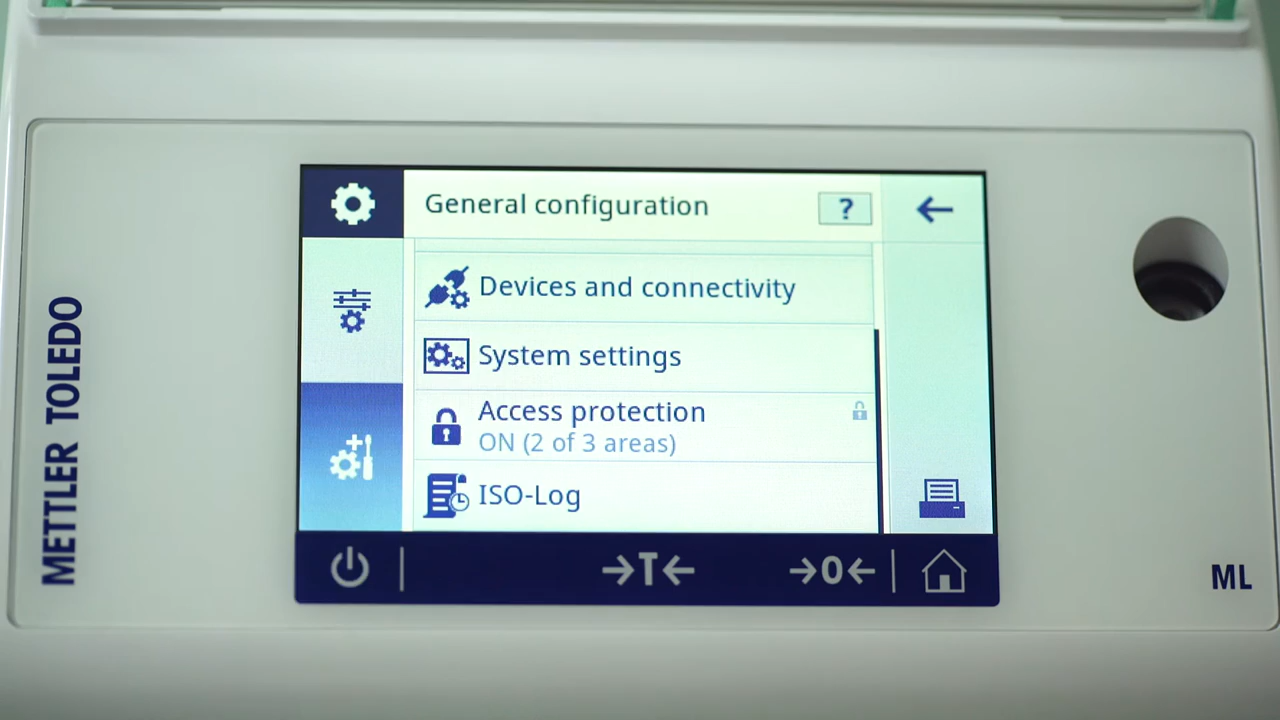 General configuration
?
Devices and connectivity
System settings
Access protection
ON (2 of 3 areas)
ISO-Log
→T← →0←
METTLER TOLEDO
ML